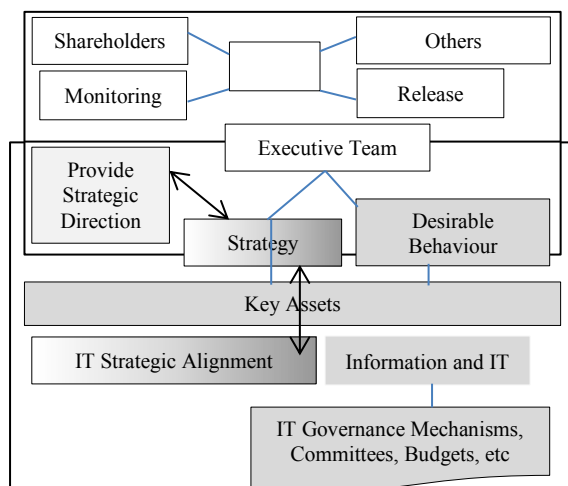 Shareholders
Others
Monitoring
Release
Executive Team
Provide
Strategic
Direction
Strategy
Desirable
Behaviour
Key Assets
IT Strategic Alignment
Information and IT
IT Governance Mechanisms,
Committees, Budgets, etc